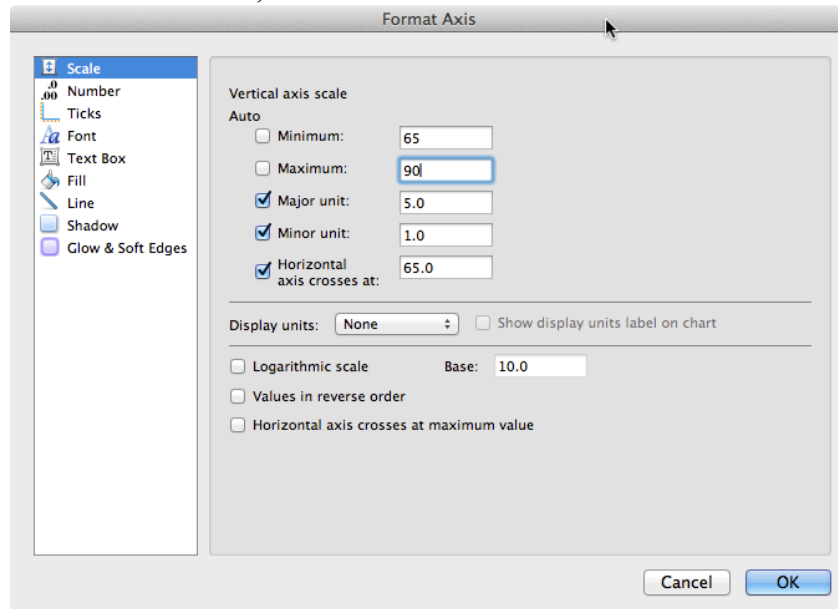 Format Axis
Scale
.0
.00 Number
Ticks
Font
Text Box
Fill
Line
Shadow
Glow & Soft Edges
Vertical axis scale
Auto
Minimum: 65
Maximum: 90
Major unit: 5.0
Minor unit: 1.0
Horizontal
axis crosses at: 65.0
Display units: None Show display units label on chart
Logarithmic scale Base: 10.0
Values in reverse order
Horizontal axis crosses at maximum value
Cancel OK